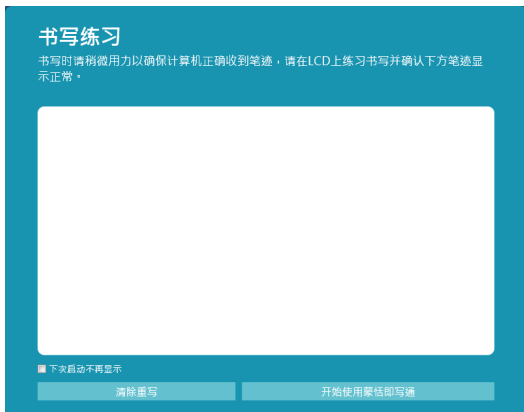 书写练习
书写时请稍微用力以确保计算机正确收到笔迹，请在LCD上练习书写并确认下方笔迹显
示正常。
下次启动不再显示
清除重写
开始使用蒙恬即写通